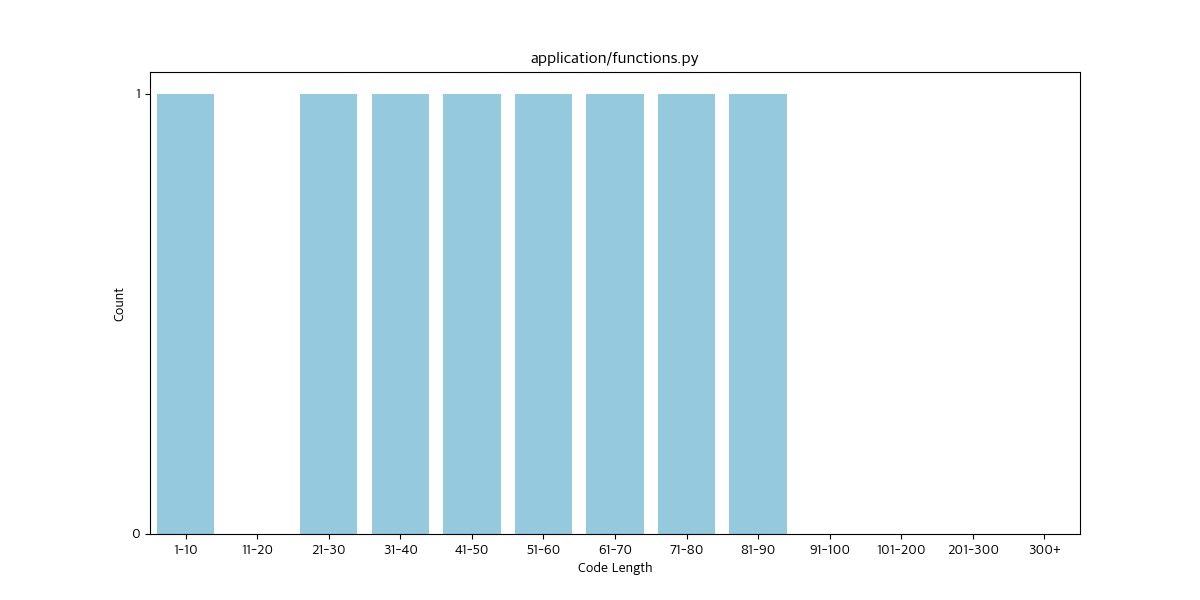 application/functions.py
1
Count
0
1-10 11-20 21-30 31-40 41-50 51-60 61-70 71-80 81-90 91-100 101-200 201-300 300+
Code Length